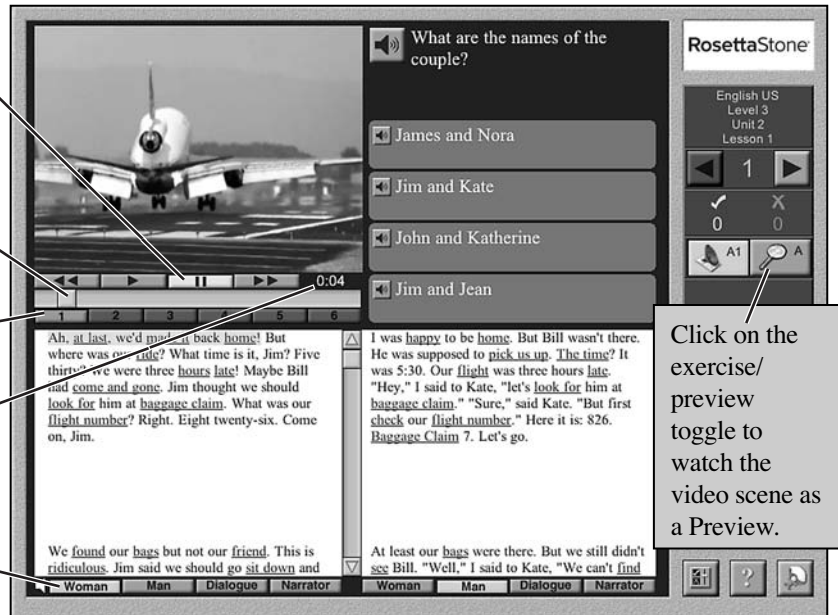 What are the names of the
couple?
James and Nora
Jim and Kate
John and Katherine
Jim and Jean
0:04
1 2 3 4 5 6
Ah, at last, we'd made it back home! But
where was our ride? What time is it, Jim? Five
thirty? We were three hours late! Maybe Bill
had come and gone. Jim thought we should
look for him at baggage claim. What was our
flight number? Right. Eight twenty-six. Come
on, Jim.
We found our bags but not our friend. This is
ridiculous. Jim said we should go sit down and
Woman Man Dialogue Narrator
I was happy to be home. But Bill wasn't there.
He was supposed to pick us up. The time? It
was 5:30. Our flight was three hours late.
"Hey," I said to Kate, "let's look for him at
baggage claim." "Sure," said Kate. "But first
check our flight number." Here it is: 826.
Baggage Claim 7. Let's go.
At least our bags were there. But we still didn't
see Bill. "Well," I said to Kate, "We can't find
Woman Man Dialogue Narrator
RosettaStone
English US
Level 3
Unit 2
Lesson 1
1
0 0
A1 A
Click on the
exercise/
preview
toggle to
watch the
video scene as
a Preview.
?